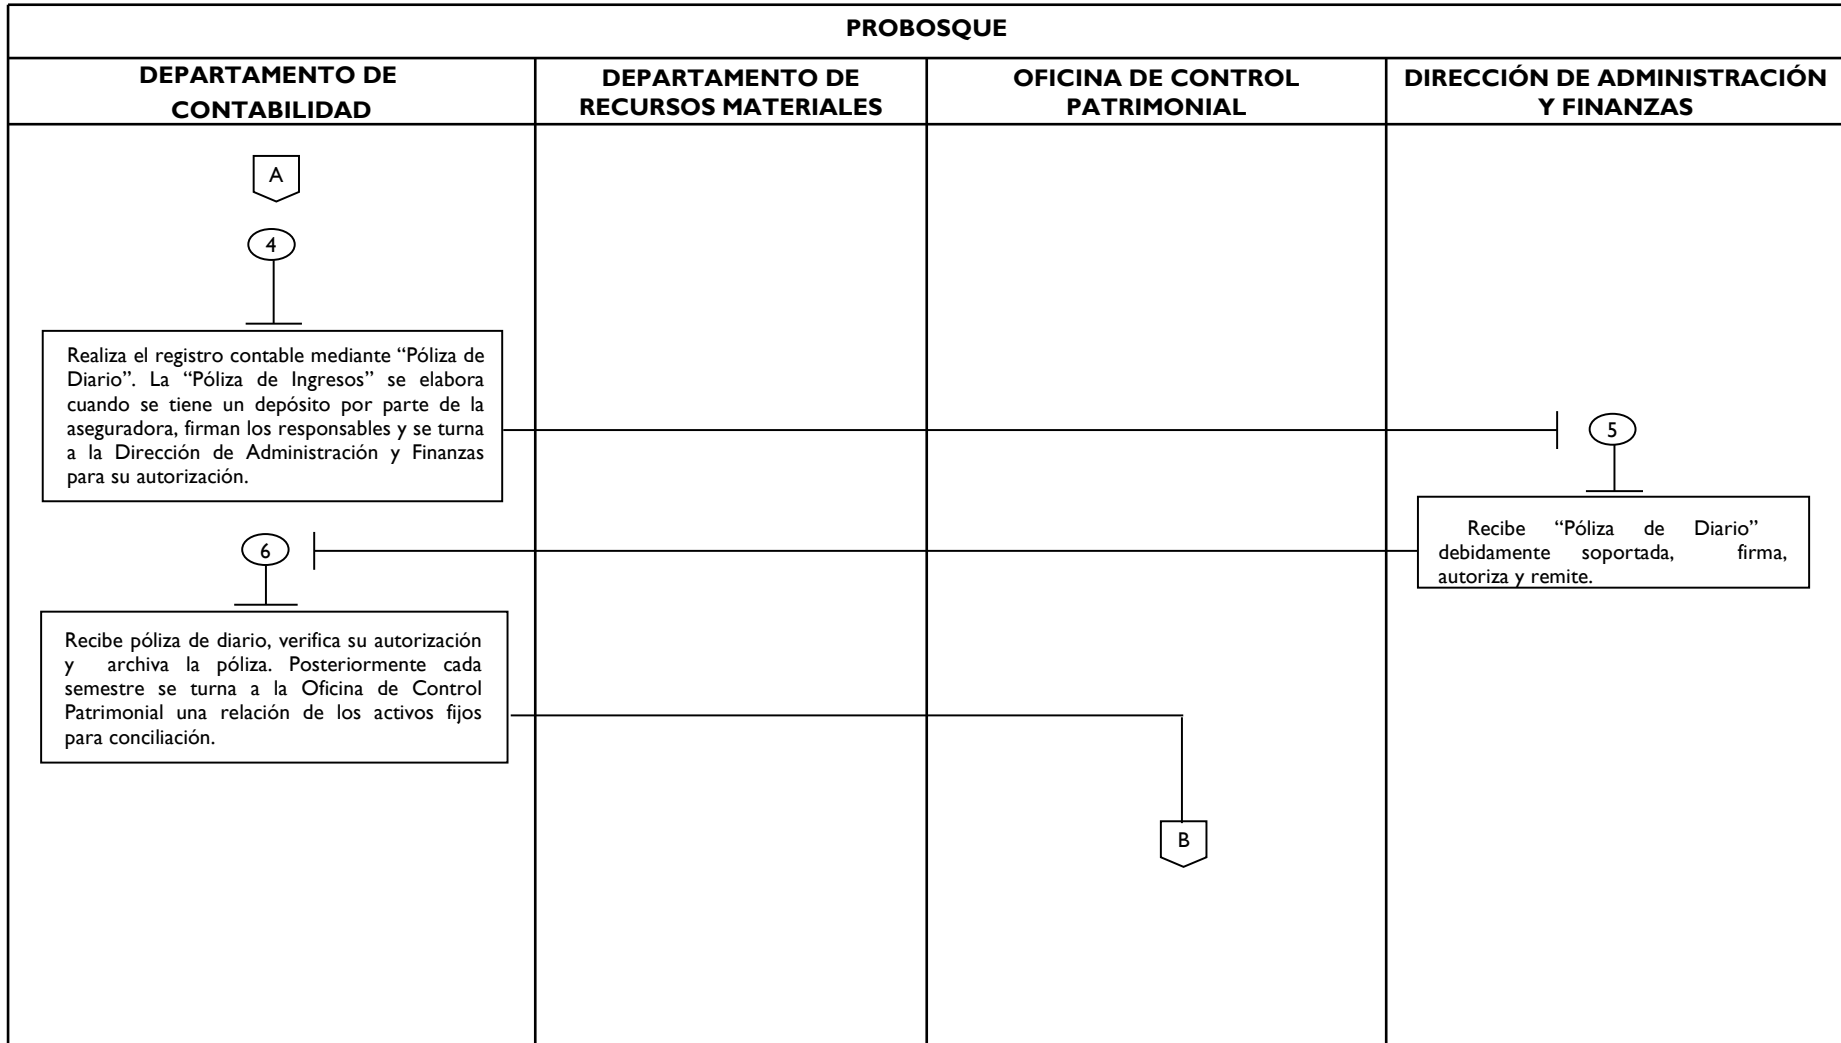 PROBOSQUE
DEPARTAMENTO DE
CONTABILIDAD
DEPARTAMENTO DE
RECURSOS MATERIALES
OFICINA DE CONTROL
PATRIMONIAL
DIRECCIÓN DE ADMINISTRACIÓN
Y FINANZAS
A
4
Realiza el registro contable mediante “Póliza de
Diario”. La “Póliza de Ingresos” se elabora
cuando se tiene un depósito por parte de la
aseguradora, firman los responsables y se turna
a la Dirección de Administración y Finanzas
para su autorización.
5
Recibe “Póliza de Diario”
debidamente soportada, firma,
autoriza y remite.
6
Recibe póliza de diario, verifica su autorización
y archiva la póliza. Posteriormente cada
semestre se turna a la Oficina de Control
Patrimonial una relación de los activos fijos
para conciliación.
B